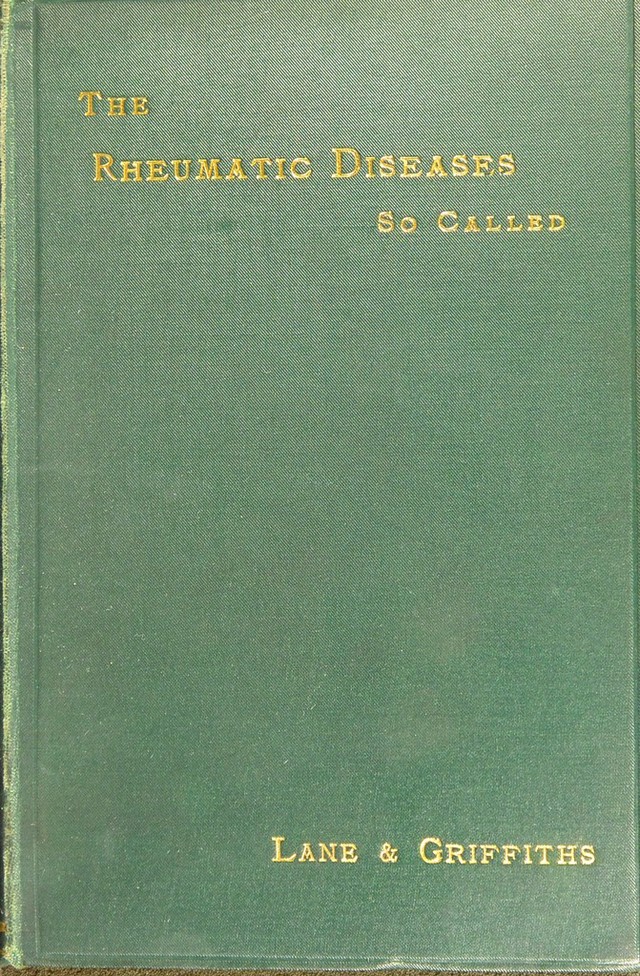 The
Rheumatic Diseases
So Called
Lane & Griffiths